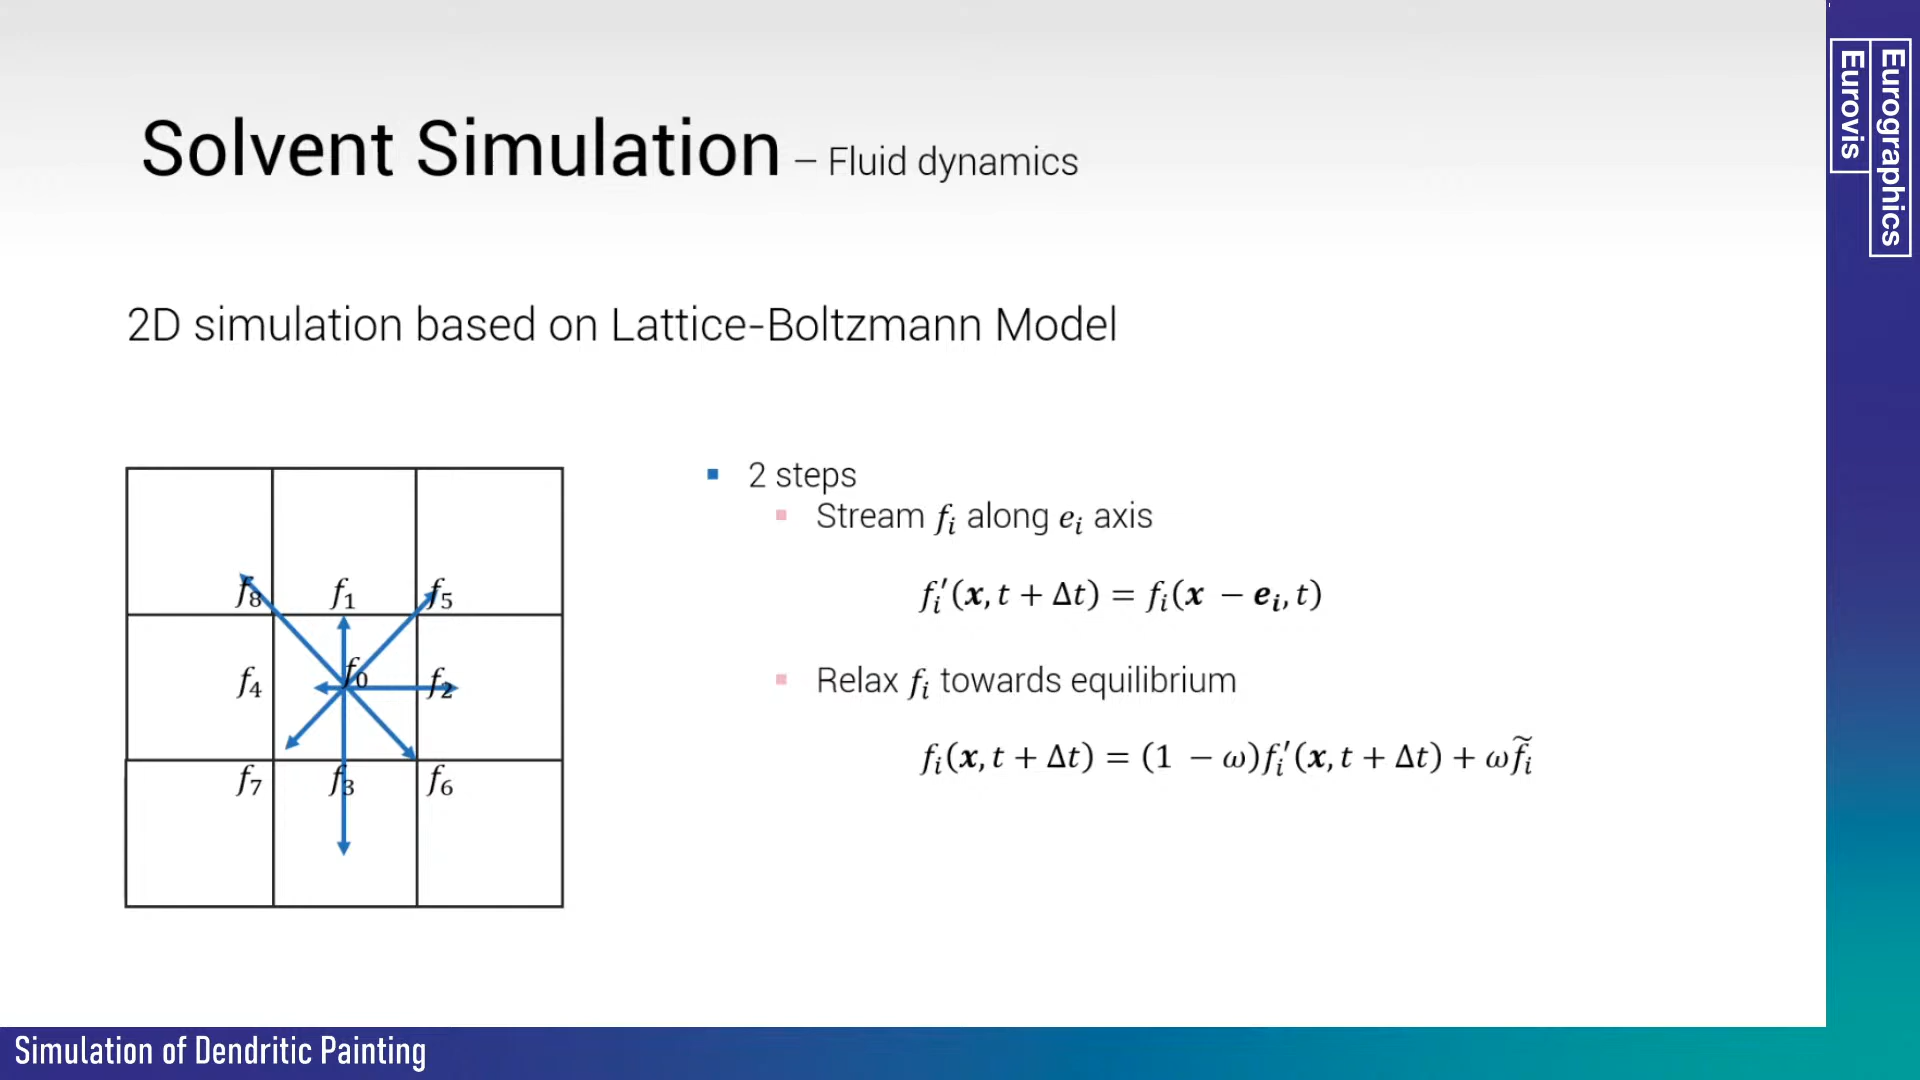 Solvent Simulation – Fluid dynamics
Eurographics
Eurovis
2D simulation based on Lattice-Boltzmann Model
f₈ f₁ f₅
f₄ f₀ f₂
f₇ f₃ f₆
2 steps
Stream fᵢ along eᵢ axis
fᵢ′(x, t + Δt) = fᵢ(x − eᵢ, t)
Relax fᵢ towards equilibrium
fᵢ(x, t + Δt) = (1 − ω)fᵢ′(x, t + Δt) + ωf̃ᵢ
Simulation of Dendritic Painting